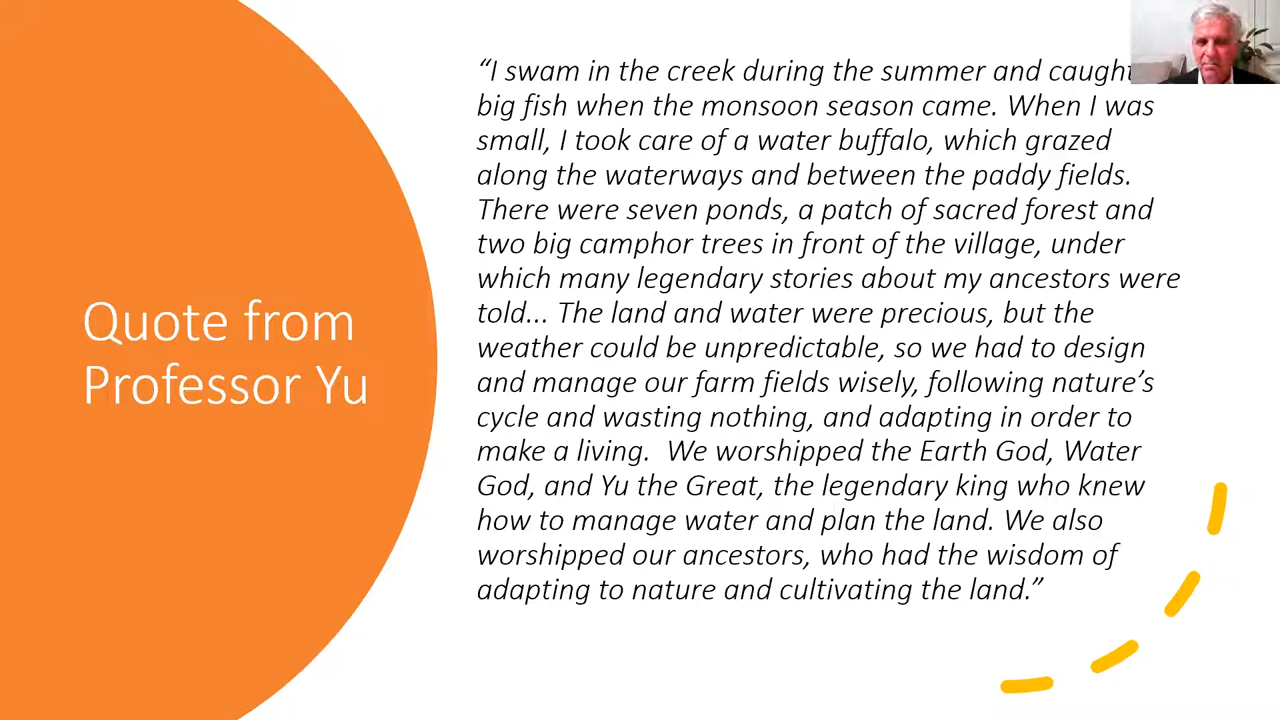 Quote from
Professor Yu
“I swam in the creek during the summer and caught
big fish when the monsoon season came. When I was
small, I took care of a water buffalo, which grazed
along the waterways and between the paddy fields.
There were seven ponds, a patch of sacred forest and
two big camphor trees in front of the village, under
which many legendary stories about my ancestors were
told... The land and water were precious, but the
weather could be unpredictable, so we had to design
and manage our farm fields wisely, following nature’s
cycle and wasting nothing, and adapting in order to
make a living.  We worshipped the Earth God, Water
God, and Yu the Great, the legendary king who knew
how to manage water and plan the land. We also
worshipped our ancestors, who had the wisdom of
adapting to nature and cultivating the land.”